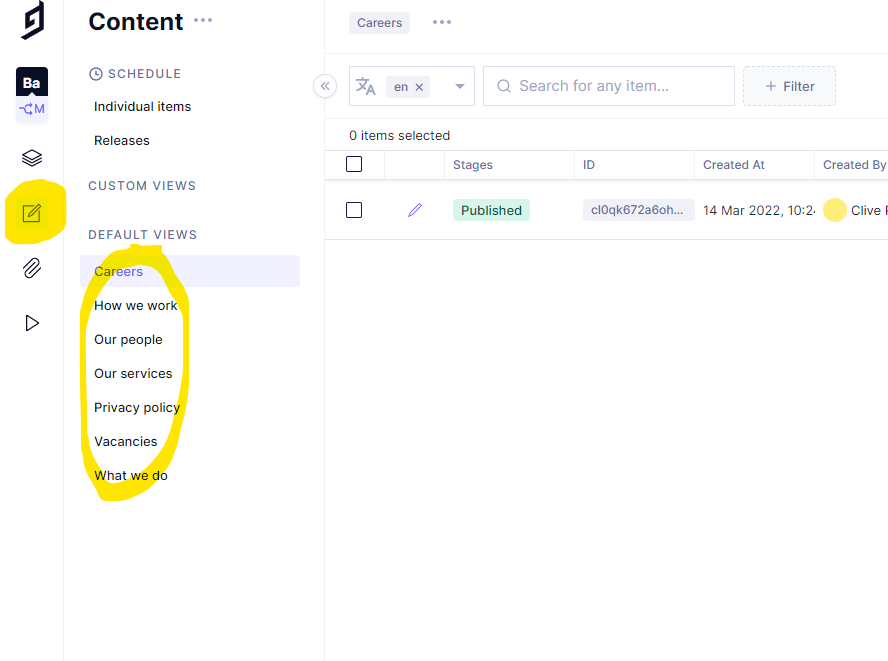 Content
Careers
Ba
M
SCHEDULE
Individual items
Releases
CUSTOM VIEWS
DEFAULT VIEWS
Careers
How we work
Our people
Our services
Privacy policy
Vacancies
What we do
en
Search for any item...
+ Filter
0 items selected
Stages ID Created At Created By
Published cl0qk672a6oh... 14 Mar 2022, 10:24 Clive